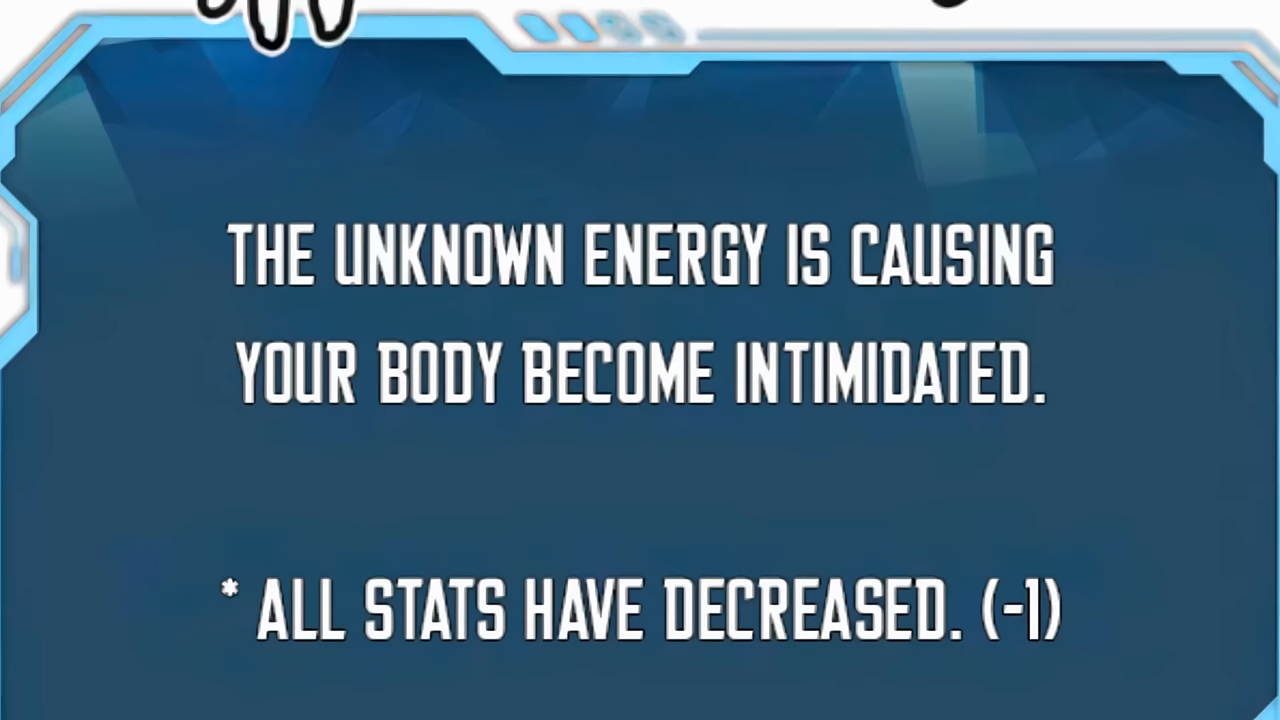 THE UNKNOWN ENERGY IS CAUSING
YOUR BODY BECOME INTIMIDATED.
* ALL STATS HAVE DECREASED. (-1)